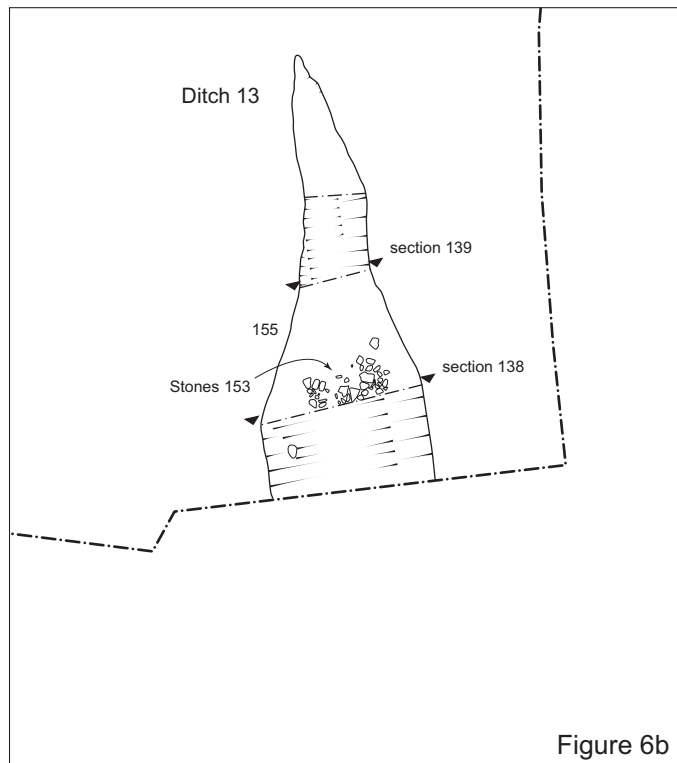 Ditch 13
section 139
155
section 138
Stones 153
Figure 6b